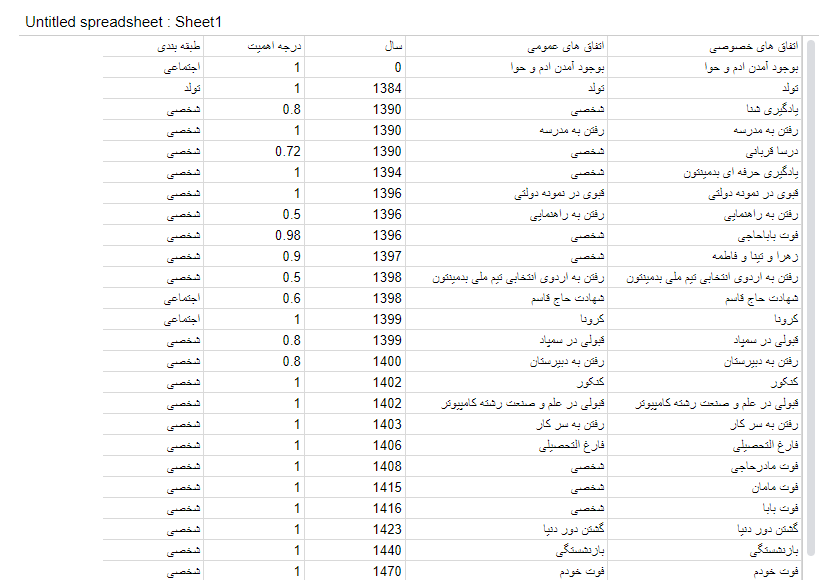 Untitled spreadsheet : Sheet1
اتفاق های خصوصی اتفاق های عمومی سال درجه اهمیت طبقه بندی
بوجود آمدن ادم و حوا بوجود آمدن ادم و حوا 0 1 اجتماعی
تولد تولد 1384 1 تولد
یادگیری شنا شخصی 1390 0.8 شخصی
رفتن به مدرسه رفتن به مدرسه 1390 1 شخصی
درسا قربانی شخصی 1390 0.72 شخصی
یادگیری حرفه ای بدمینتون شخصی 1394 1 شخصی
قبوی در نمونه دولتی قبوی در نمونه دولتی 1396 1 شخصی
رفتن به راهنمایی رفتن به راهنمایی 1396 0.5 شخصی
فوت باباحاجی شخصی 1396 0.98 شخصی
زهرا و تینا و فاطمه شخصی 1397 0.9 شخصی
رفتن به اردوی انتخابی تیم ملی بدمینتون رفتن به اردوی انتخابی تیم ملی بدمینتون 1398 0.5 شخصی
شهادت حاج قاسم شهادت حاج قاسم 1398 0.6 اجتماعی
کرونا کرونا 1399 1 اجتماعی
قبولی در سمپاد قبولی در سمپاد 1399 0.8 شخصی
رفتن به دبیرستان رفتن به دبیرستان 1400 0.8 شخصی
کنکور کنکور 1402 1 شخصی
قبولی در علم و صنعت رشته کامپیوتر قبولی در علم و صنعت رشته کامپیوتر 1402 1 شخصی
رفتن به سر کار رفتن به سر کار 1403 1 شخصی
فارغ التحصیلی فارغ التحصیلی 1406 1 شخصی
فوت مادرحاجی شخصی 1408 1 شخصی
فوت مامان شخصی 1415 1 شخصی
فوت بابا شخصی 1416 1 شخصی
گشتن دور دنیا گشتن دور دنیا 1423 1 شخصی
بازنشستگی بازنشستگی 1440 1 شخصی
فوت خودم فوت خودم 1470 1 شخصی